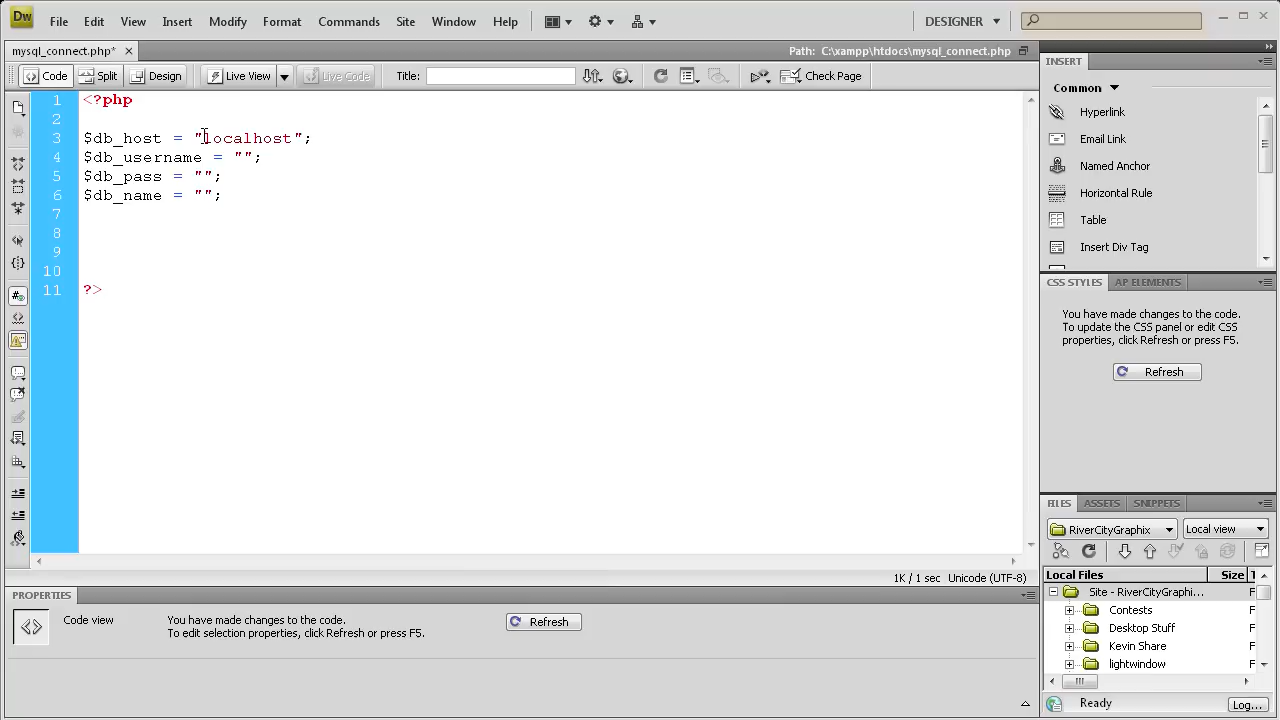 Dw File Edit View Insert Modify Format Commands Site Window Help DESIGNER
mysql_connect.php* Path: C:\xampp\htdocs\mysql_connect.php
Code Split Design Live View Live Code Title: Check Page
1 <?php
2
3 $db_host = "localhost";
4 $db_username = "";
5 $db_pass = "";
6 $db_name = "";
7
8
9
10
11 ?>
1K / 1 sec Unicode (UTF-8)
PROPERTIES
Code view
You have made changes to the code.
To edit selection properties, click Refresh or press F5.
Refresh
INSERT
Common
Hyperlink
Email Link
Named Anchor
Horizontal Rule
Table
Insert Div Tag
CSS STYLES AP ELEMENTS
You have made changes to the code.
To update the CSS panel or edit CSS
properties, click Refresh or press F5.
Refresh
FILES ASSETS SNIPPETS
RiverCityGraphix Local view
Local Files Size T
Site - RiverCityGraphi... F
Contests F
Desktop Stuff F
Kevin Share F
lightwindow F
Ready Log...